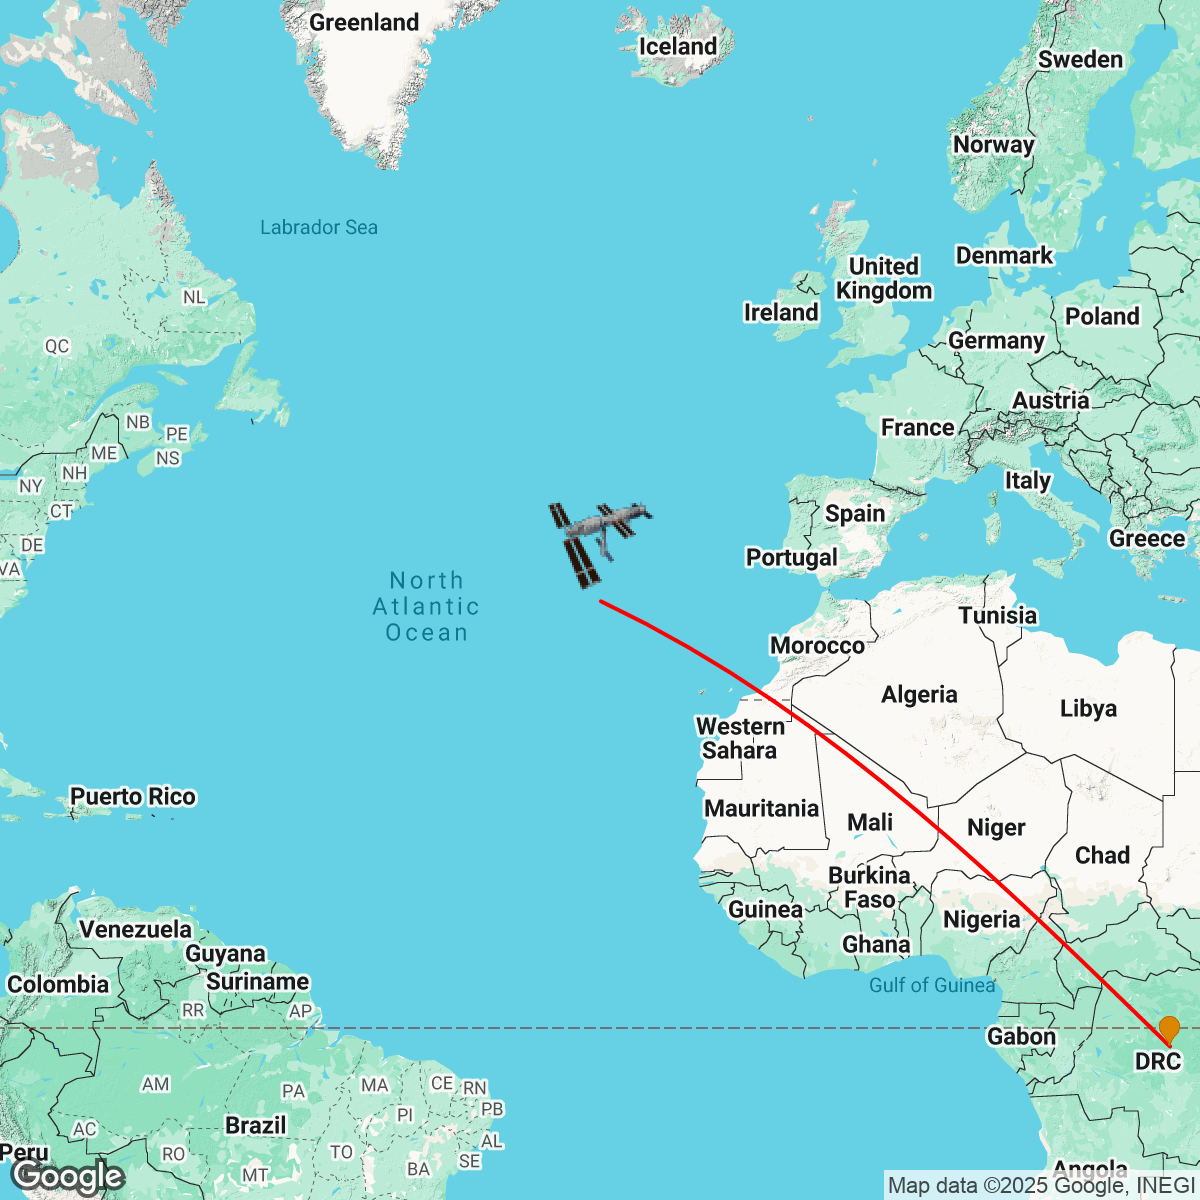 Greenland
Iceland
Sweden
Norway
Labrador Sea
Denmark
United
Kingdom
NL
Ireland
Poland
QC
Germany
Austria
NB
PE
France
ME
NS
NH
NY
Italy
CT
Spain
Greece
DE
Portugal
VA
North
Atlantic
Ocean
Tunisia
Morocco
Algeria
Libya
Western
Sahara
Puerto Rico
Mauritania
Mali
Niger
Chad
Burkina
Faso
Guinea
Nigeria
Venezuela
Ghana
Guyana
Suriname
Colombia
Gulf of Guinea
RR
AP
Gabon
DRC
AM
PA
MA
CE
RN
PB
PI
AC
Brazil
AL
Peru
RO
TO
SE
MT
BA
Angola
Google
Map data ©2025 Google, INEGI